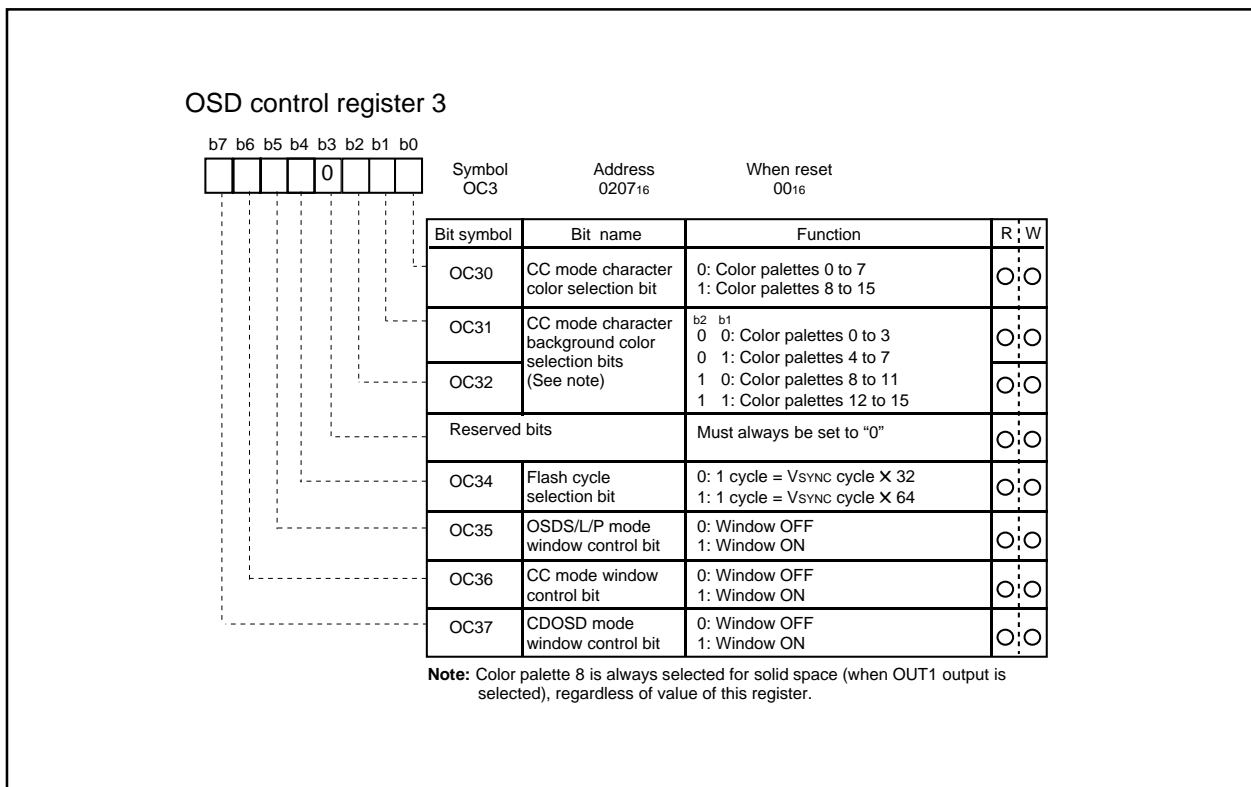 OSD control register 3
b7 b6 b5 b4 b3 b2 b1 b0
0
Symbol Address When reset
OC3 020716 0016
Bit symbol Bit name Function R W
OC30 CC mode character color selection bit 0: Color palettes 0 to 7
1: Color palettes 8 to 15
OC31 CC mode character
background color
selection bits
(See note)
b2 b1
0 0: Color palettes 0 to 3
0 1: Color palettes 4 to 7
OC32
1 0: Color palettes 8 to 11
1 1: Color palettes 12 to 15
Reserved bits Must always be set to “0”
OC34 Flash cycle
selection bit
0: 1 cycle = VSYNC cycle X 32
1: 1 cycle = VSYNC cycle X 64
OC35 OSDS/L/P mode
window control bit
0: Window OFF
1: Window ON
OC36 CC mode window
control bit
0: Window OFF
1: Window ON
OC37 CDOSD mode
window control bit
0: Window OFF
1: Window ON
Note: Color palette 8 is always selected for solid space (when OUT1 output is
selected), regardless of value of this register.